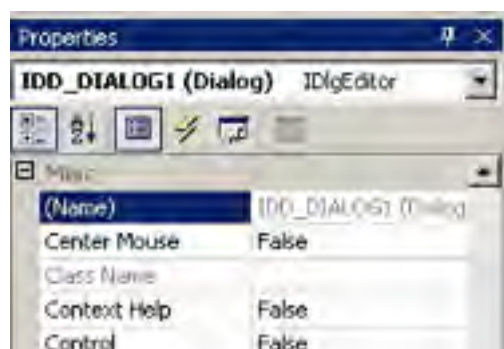 Properties
IDD_DIALOG1 (Dialog) IDlgEditor
Misc
(Name) IDD_DIALOG1 (Dialog
Center Mouse False
Class Name
Context Help False
Control False